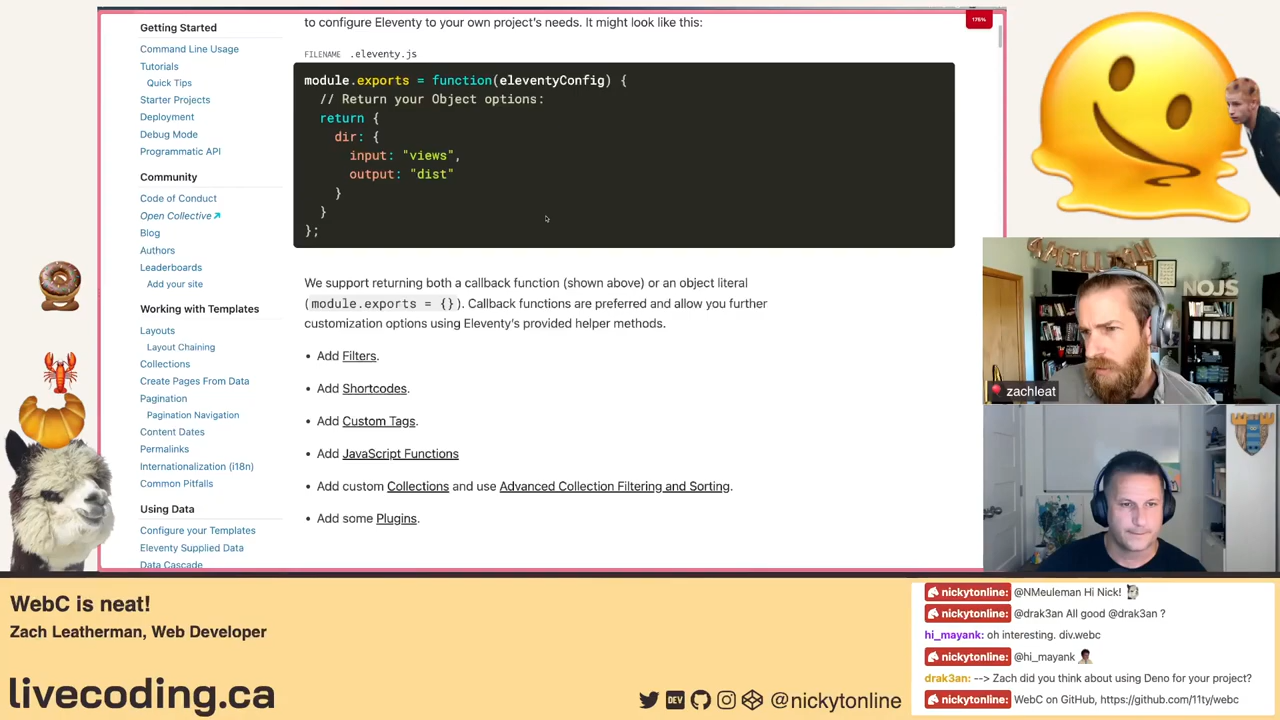 Getting Started
Command Line Usage
Tutorials
Quick Tips
Starter Projects
Deployment
Debug Mode
Programmatic API
Community
Code of Conduct
Open Collective
Blog
Authors
Leaderboards
Add your site
Working with Templates
Layouts
Layout Chaining
Collections
Create Pages From Data
Pagination
Pagination Navigation
Content Dates
Permalinks
Internationalization (i18n)
Common Pitfalls
Using Data
Configure your Templates
Eleventy Supplied Data
Data Cascade
to configure Eleventy to your own project's needs. It might look like this:
175%
FILENAME .eleventy.js
module.exports = function(eleventyConfig) {
// Return your Object options:
return {
dir: {
input: "views",
output: "dist"
}
}
};
We support returning both a callback function (shown above) or an object literal
(module.exports = {}). Callback functions are preferred and allow you further
customization options using Eleventy's provided helper methods.
• Add Filters.
• Add Shortcodes.
• Add Custom Tags.
• Add JavaScript Functions
• Add custom Collections and use Advanced Collection Filtering and Sorting.
• Add some Plugins.
NOJS
zachleat
WebC is neat!
Zach Leatherman, Web Developer
livecoding.ca
DEV
@nickytonline
nickytonline: @NMeuleman Hi Nick!
nickytonline: @drak3an All good @drak3an ?
hi_mayank: oh interesting. div.webc
nickytonline: @hi_mayank
drak3an: --> Zach did you think about using Deno for your project?
nickytonline: WebC on GitHub, https://github.com/11ty/webc